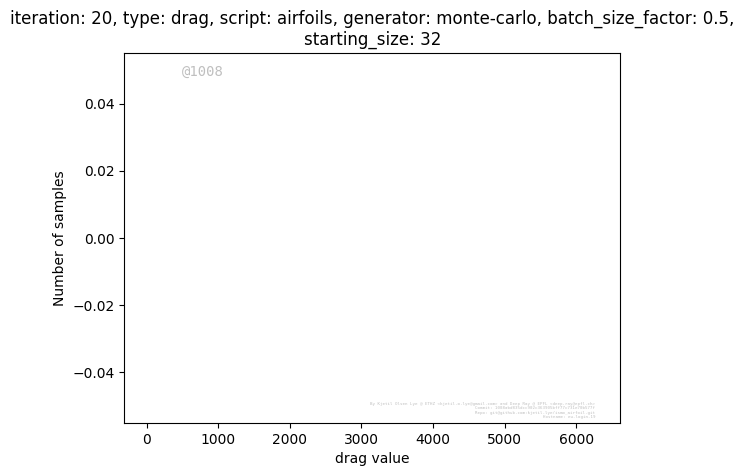 iteration: 20, type: drag, script: airfoils, generator: monte-carlo, batch_size_factor: 0.5,
starting_size: 32
@1008
0.04
0.02
0.00
−0.02
−0.04
Number of samples
0 1000 2000 3000 4000 5000 6000
drag value